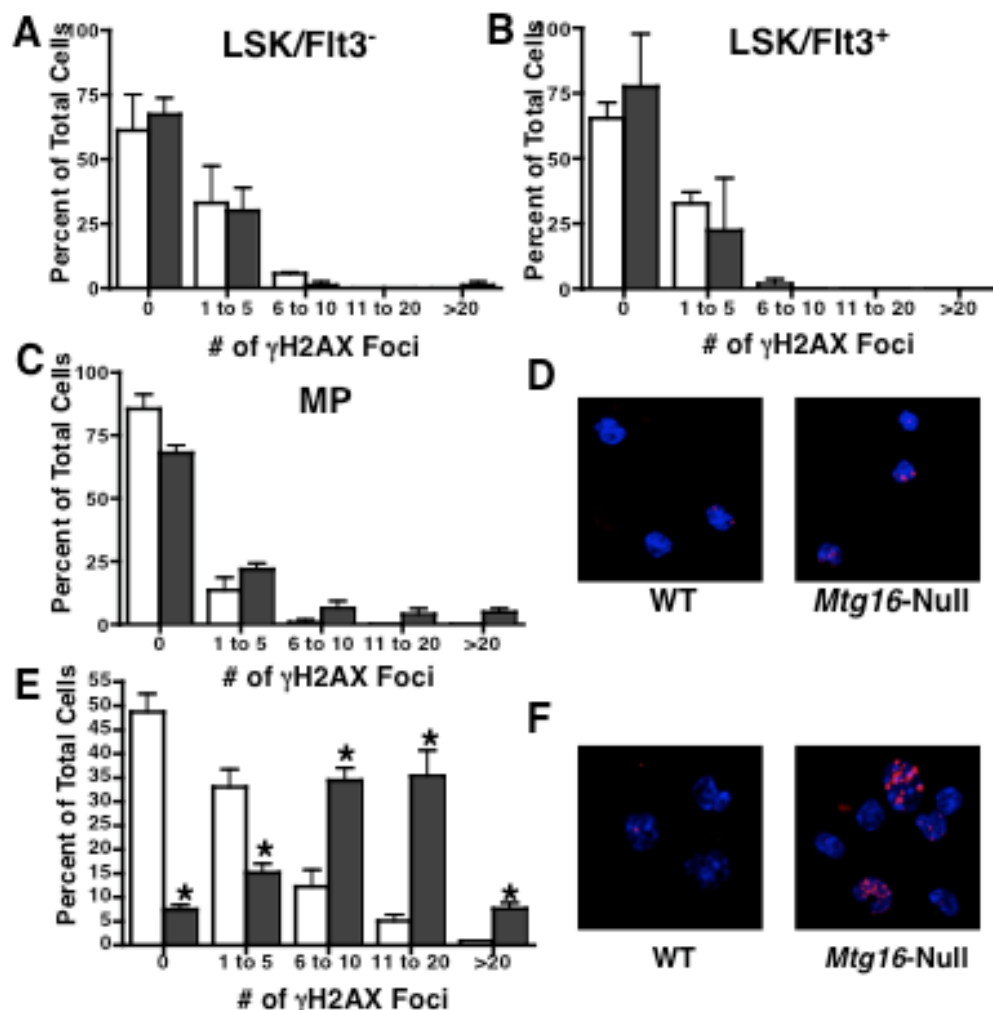 A
LSK/Flt3-
Percent of Total Cells
100
75
50
25
0
0 1 to 5 6 to 10 11 to 20 >20
# of γH2AX Foci
B
LSK/Flt3+
Percent of Total Cells
100
75
50
25
0
0 1 to 5 6 to 10 11 to 20 >20
# of γH2AX Foci
C
MP
Percent of Total Cells
100
75
50
25
0
0 1 to 5 6 to 10 11 to 20 >20
# of γH2AX Foci
D
WT Mtg16-Null
E
Percent of Total Cells
55
50
45
40
35
30
25
20
15
10
5
0
* * * * *
0 1 to 5 6 to 10 11 to 20 >20
# of γH2AX Foci
F
WT Mtg16-Null